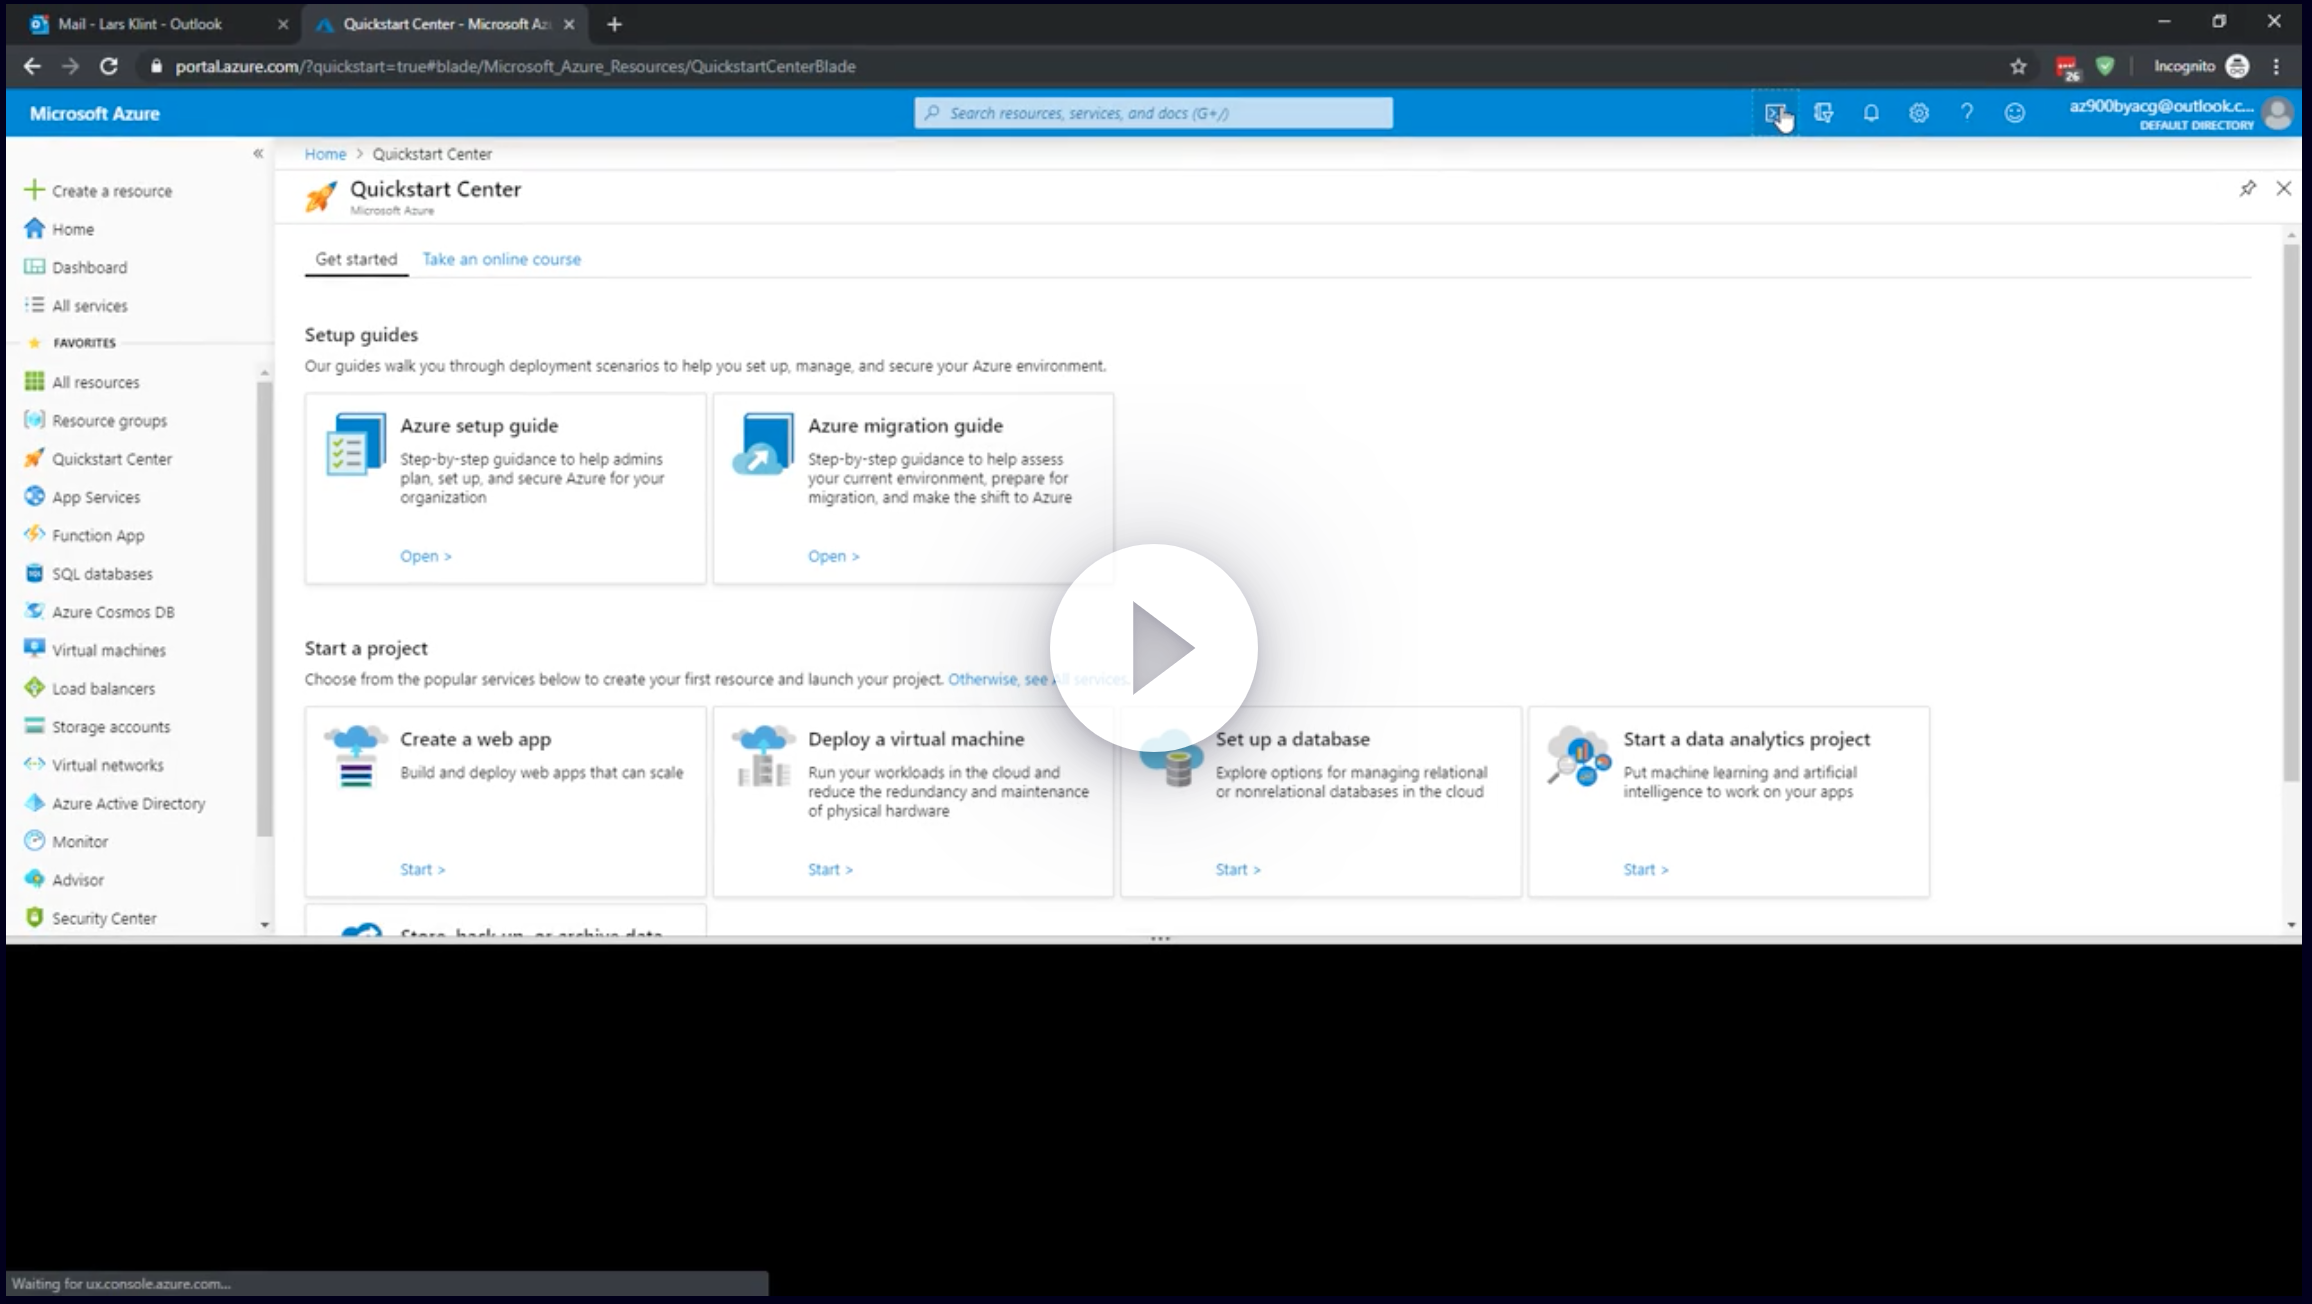 Mail - Lars Klint - Outlook
Quickstart Center - Microsoft Az
portal.azure.com/?quickstart=true#blade/Microsoft_Azure_Resources/QuickstartCenterBlade
26
Incognito
Microsoft Azure
Search resources, services, and docs (G+/)
az900byacg@outlook.c...
DEFAULT DIRECTORY
Home > Quickstart Center
Quickstart Center
Microsoft Azure
Create a resource
Home
Dashboard
All services
FAVORITES
All resources
Resource groups
Quickstart Center
App Services
Function App
SQL databases
Azure Cosmos DB
Virtual machines
Load balancers
Storage accounts
Virtual networks
Azure Active Directory
Monitor
Advisor
Security Center
Get started
Take an online course
Setup guides
Our guides walk you through deployment scenarios to help you set up, manage, and secure your Azure environment.
Azure setup guide
Step-by-step guidance to help admins
plan, set up, and secure Azure for your
organization
Open >
Azure migration guide
Step-by-step guidance to help assess
your current environment, prepare for
migration, and make the shift to Azure
Open >
Start a project
Choose from the popular services below to create your first resource and launch your project. Otherwise, see All services.
Create a web app
Build and deploy web apps that can scale
Start >
Deploy a virtual machine
Run your workloads in the cloud and
reduce the redundancy and maintenance
of physical hardware
Start >
Set up a database
Explore options for managing relational
or nonrelational databases in the cloud
Start >
Start a data analytics project
Put machine learning and artificial
intelligence to work on your apps
Start >
Store, back up, or archive data
Waiting for ux.console.azure.com...